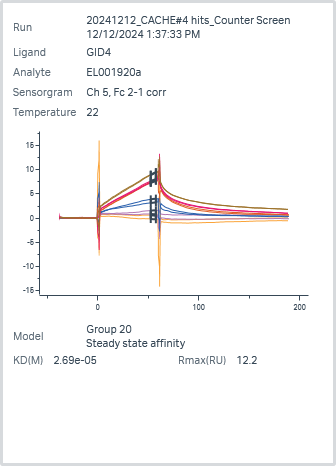 Run 20241212_CACHE#4 hits_Counter Screen
12/12/2024 1:37:33 PM
Ligand GID4
Analyte EL001920a
Sensorgram Ch 5, Fc 2-1 corr
Temperature 22
15
10
5
0
-5
-10
-15
0 100 200
Model Group 20
Steady state affinity
KD(M) 2.69e-05 Rmax(RU) 12.2